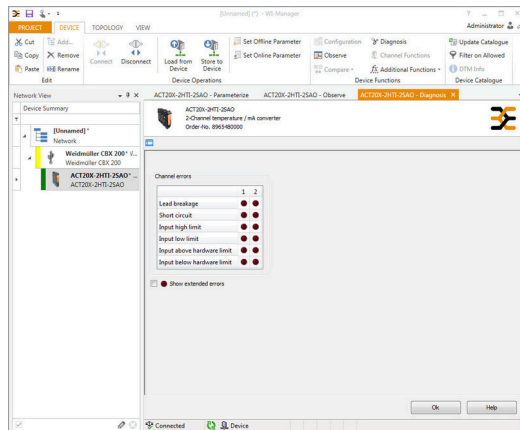 [Unnamed] (*) - WI-Manager
PROJECT DEVICE TOPOLOGY VIEW Administrator
Cut Add... Connect Disconnect Load from Device Store to Device Set Offline Parameter Configuration Diagnosis Update Catalogue
Copy Remove Set Online Parameter Observe Channel Functions Filter on Allowed
Paste Rename Compare Additional Functions DTM Info
Edit Device Operations Device Functions Device Catalogue
Network View ACT20X-2HTI-2SAO - Parameterize ACT20X-2HTI-2SAO - Observe ACT20X-2HTI-2SAO - Diagnosis
Device Summary
ACT20X-2HTI-2SAO
2-Channel temperature / mA converter
Order-No. 8965480000
[Unnamed]*
Network
Weidmüller CBX 200* \/...
Weidmüller CBX 200
ACT20X-2HTI-2SAO* ...
ACT20X-2HTI-2SAO
Channel errors
1 2
Lead breakage
Short circuit
Input high limit
Input low limit
Input above hardware limit
Input below hardware limit
Show extended errors
Ok Help
Connected Device